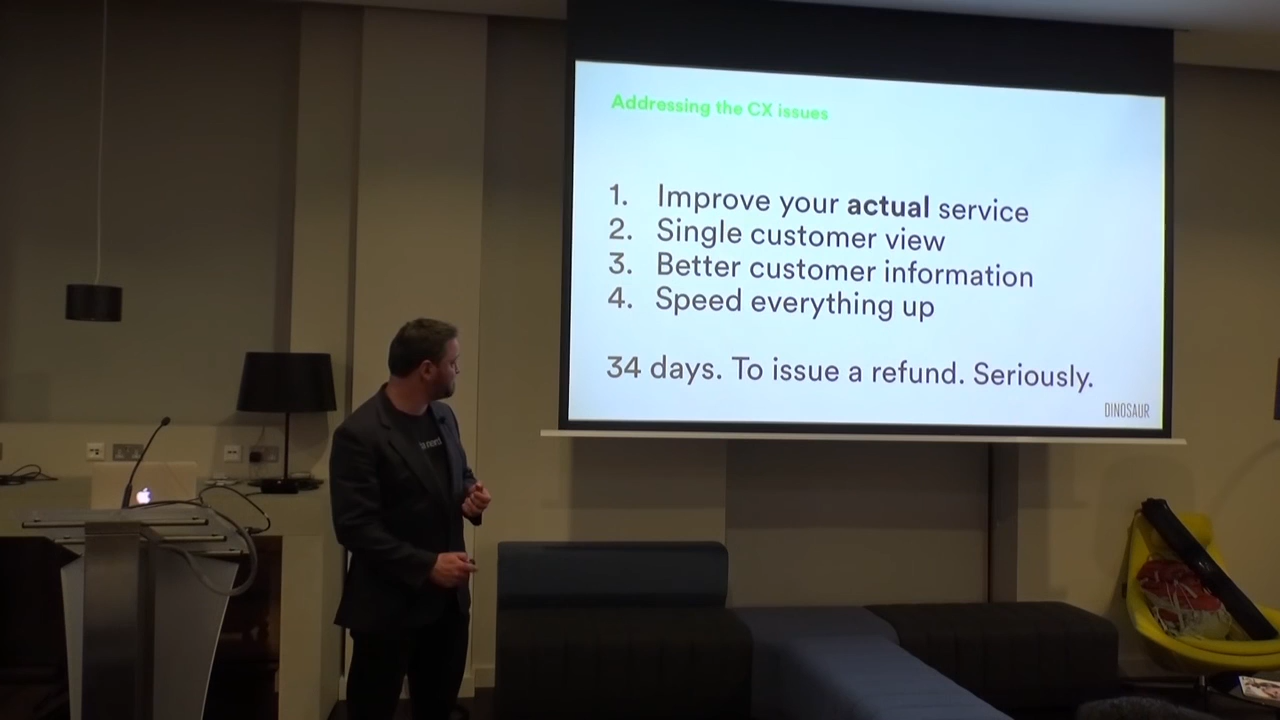 Addressing the CX issues
1. Improve your actual service
2. Single customer view
3. Better customer information
4. Speed everything up
34 days. To issue a refund. Seriously.
DINOSAUR